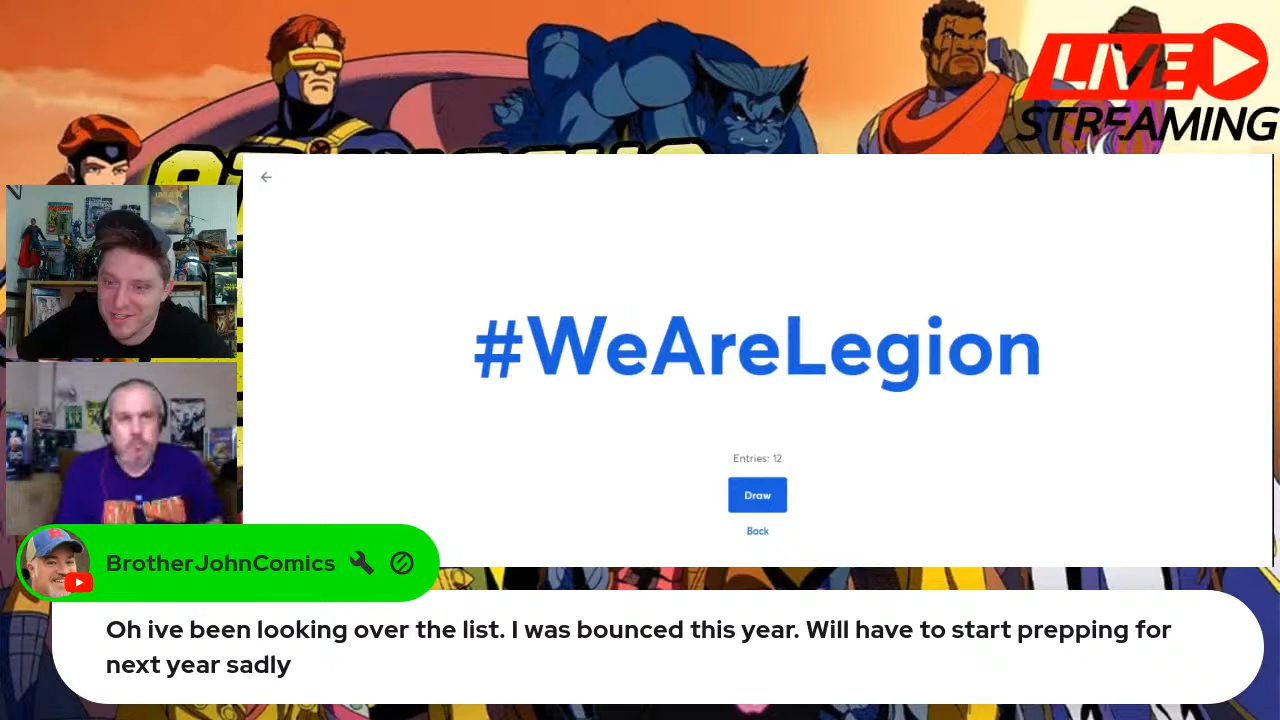 LIVE
STREAMING
#WeAreLegion
Entries: 12
Draw
Back
BrotherJohnComics
Oh ive been looking over the list. I was bounced this year. Will have to start prepping for
next year sadly